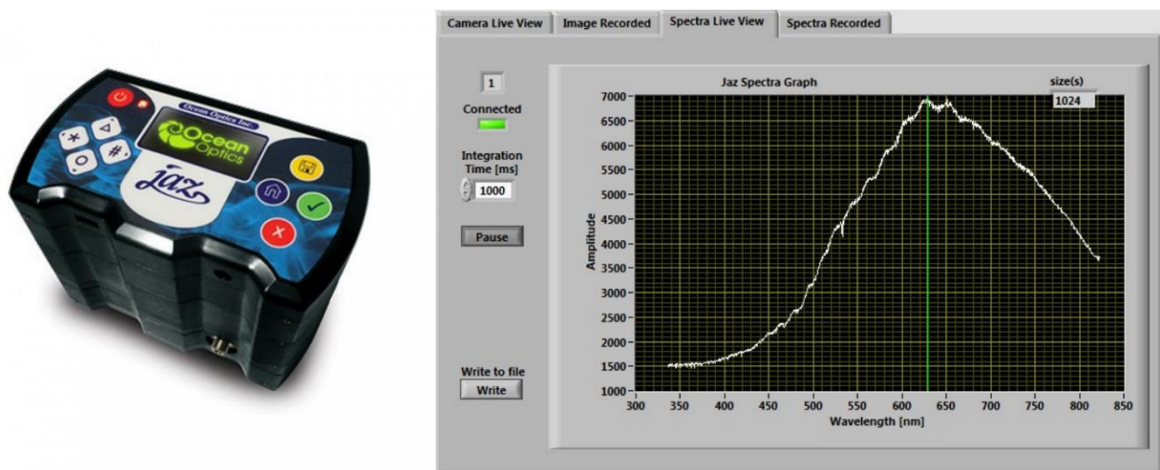 Ocean Optics Inc.
Ocean
Optics
jaz
*
#
Camera Live View
Image Recorded
Spectra Live View
Spectra Recorded
1
Connected
Integration
Time [ms]
1000
Pause
Write to file
Write
Jaz Spectra Graph
size(s)
1024
Amplitude
7000
6500
6000
5500
5000
4500
4000
3500
3000
2500
2000
1500
1000
300 350 400 450 500 550 600 650 700 750 800 850
Wavelength [nm]